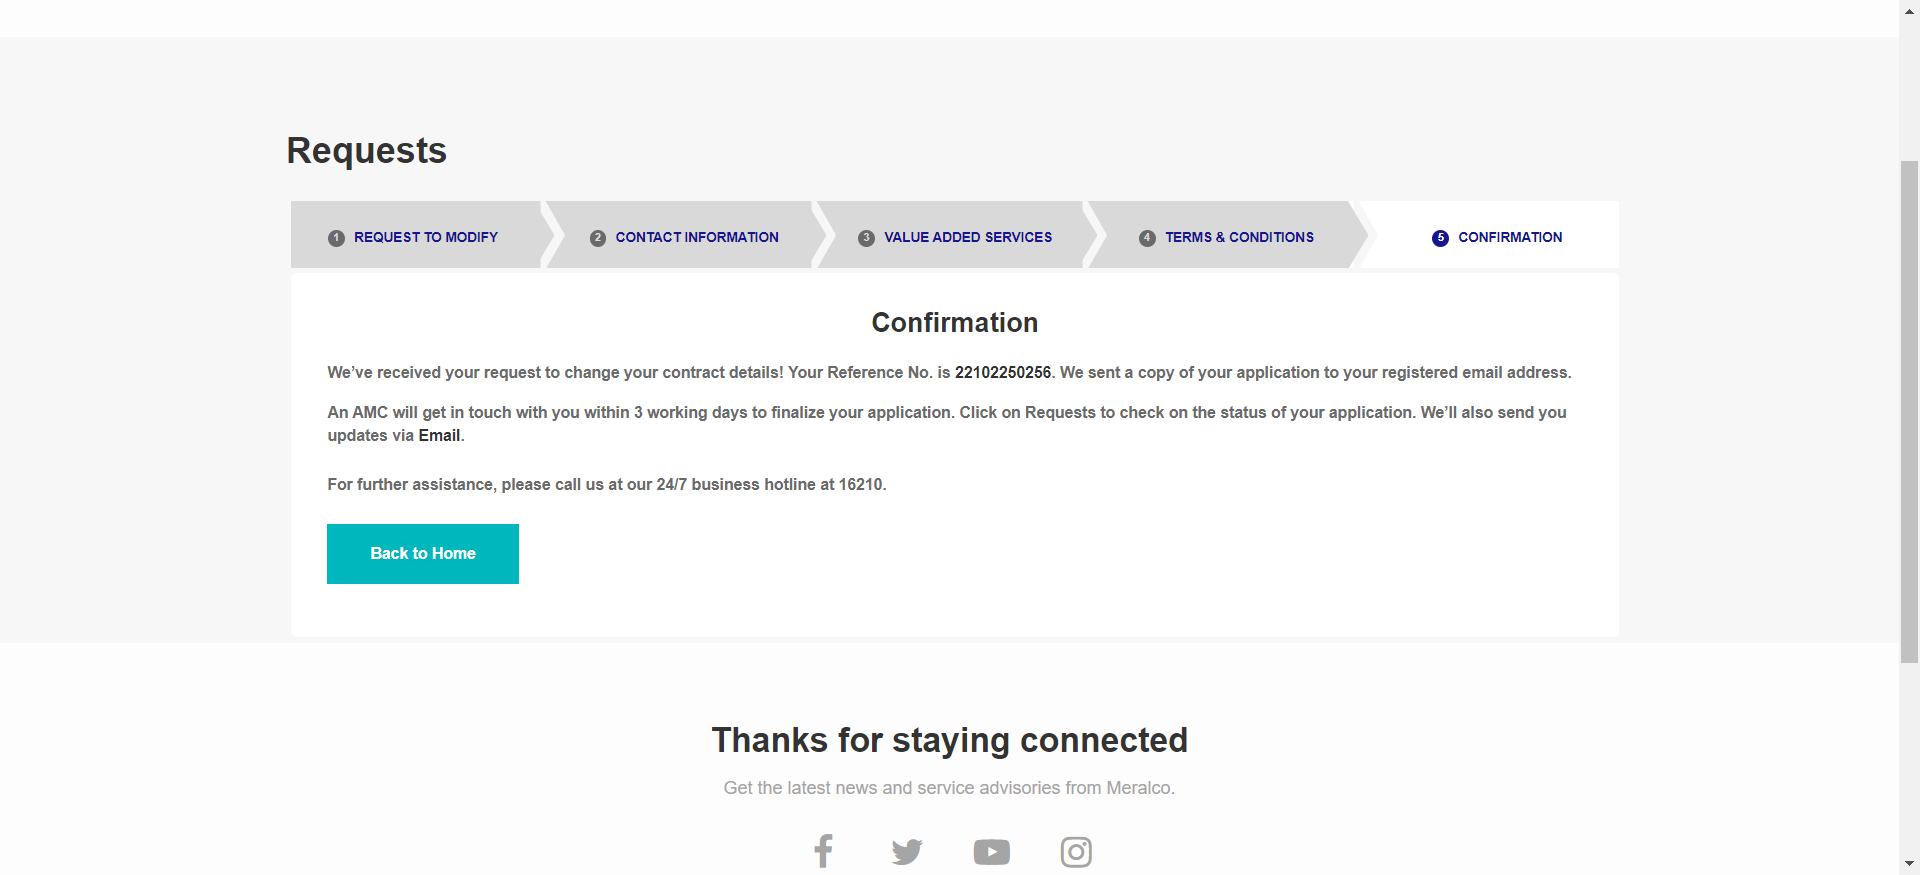 Requests
1 REQUEST TO MODIFY 2 CONTACT INFORMATION 3 VALUE ADDED SERVICES 4 TERMS & CONDITIONS 5 CONFIRMATION
Confirmation
We’ve received your request to change your contract details! Your Reference No. is 22102250256. We sent a copy of your application to your registered email address.
An AMC will get in touch with you within 3 working days to finalize your application. Click on Requests to check on the status of your application. We’ll also send you
updates via Email.
For further assistance, please call us at our 24/7 business hotline at 16210.
Back to Home
Thanks for staying connected
Get the latest news and service advisories from Meralco.